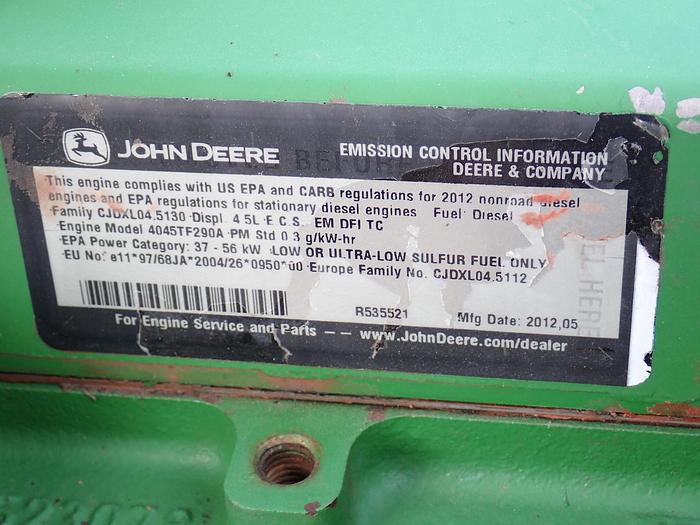 JOHN DEERE
EMISSION CONTROL INFORMATION
DEERE & COMPANY
This engine complies with US EPA and CARB regulations for 2012 nonroad diesel
engines and EPA regulations for stationary diesel engines Fuel: Diesel
Family CJDXL04.5130 Displ. 4.5L E.C.S. EM DFI TC
Engine Model 4045TF290A PM Std 0.3 g/kW-hr
EPA Power Category: 37 - 56 kW LOW OR ULTRA-LOW SULFUR FUEL ONLY
EU No: e11*97/68JA*2004/26*0950*00 Europe Family No. CJDXL04.5112
R535521
Mfg Date: 2012,05
For Engine Service and Parts -- www.JohnDeere.com/dealer